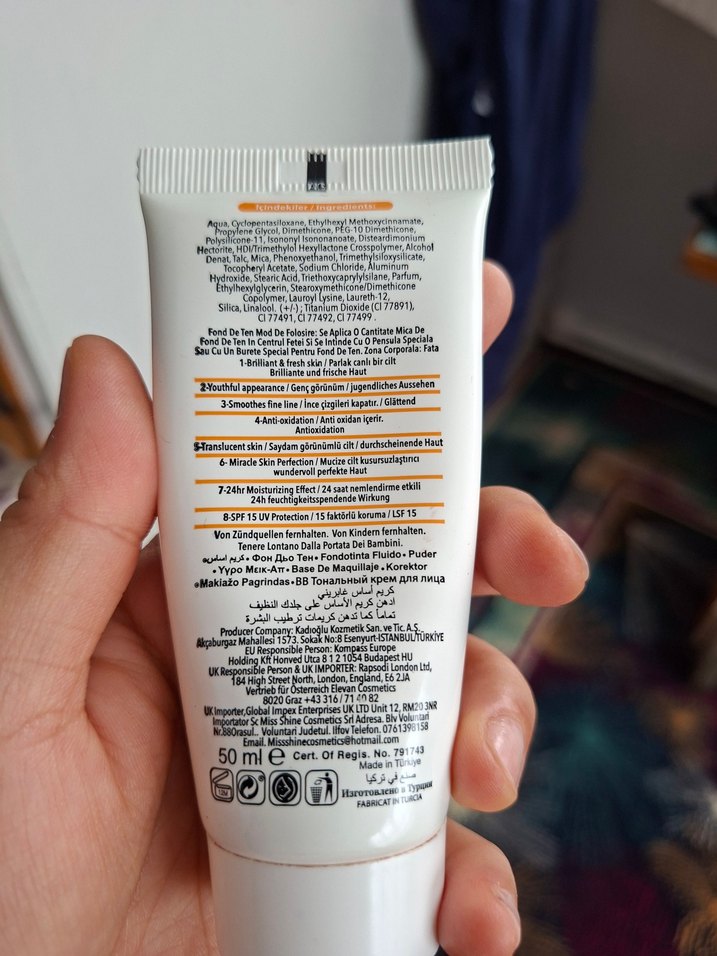 İçindekiler / Ingredients:
Aqua, Cyclopentasiloxane, Ethylhexyl Methoxycinnamate,
Propylene Glycol, Dimethicone, PEG-10 Dimethicone,
Polysilicone-11, Isononyl Isononanoate, Disteardimonium
Hectorite, HDI/Trimethylol Hexyllactone Crosspolymer, Alcohol
Denat, Talc, Mica, Phenoxyethanol, Trimethylsiloxysilicate,
Tocopheryl Acetate, Sodium Chloride, Aluminum
Hydroxide, Stearic Acid, Triethoxycaprylylsilane, Parfum,
Ethylhexylglycerin, Stearoxymethicone/Dimethicone
Copolymer, Lauroyl Lysine, Laureth-12,
Silica, Linalool. (+/-) ; Titanium Dioxide (CI 77891),
CI 77491, CI 77492, CI 77499 .
Fond De Ten Mod De Folosire: Se Aplica O Cantitate Mica De
Fond De Ten In Centrul Fetei Si Se Intinde Cu O Pensula Speciala
Sau Cu Un Burete Special Pentru Fond De Ten. Zona Corporala: Fata
1-Brilliant & fresh skin / Parlak canlı bir cilt
Brilliante und frische Haut
2-Youthful appearance / Genç görünüm / jugendliches Aussehen
3-Smoothes fine line / İnce çizgileri kapatır. / Glättend
4-Anti-oxidation / Anti oxidan içerir.
Antioxidation
5-Translucent skin / Saydam görünümlü cilt / durchscheinende Haut
6- Miracle Skin Perfection / Mucize cilt kusursuzlaştırıcı
wundervoll perfekte Haut
7-24hr Moisturizing Effect / 24 saat nemlendirme etkili
24h feuchtigkeitsspendende Wirkung
8-SPF 15 UV Protection / 15 faktörlü koruma / LSF 15
Von Zündquellen fernhalten. Von Kindern fernhalten.
Tenere Lontano Dalla Portata Dei Bambini.
• كريم اساس • Фон Дьо Тен • Fondotinta Fluido • Puder
• Υγρο Μεικ-Απ • Base De Maquillaje • Korektor
• Makiažo Pagrindas • BB Тональный крем для лица
كريم أساس غابريني
ادهن كريم الأساس على جلدك النظيف
تماماً كما تدهن كريمات ترطيب البشرة
Producer Company: Kadıoğlu Kozmetik San. ve Tic. A.Ş.
Akçaburgaz Mahallesi 1573. Sokak No:8 Esenyurt-ISTANBUL/TÜRKİYE
EU Responsible Person: Kompass Europe
Holding Kft Honved Utca 8 1 2 1054 Budapest HU
UK Responsible Person & UK IMPORTER: Rapsodi London Ltd,
184 High Street North, London, England, E6 2JA
Vertrieb für Österreich Elevan Cosmetics
8020 Graz +43 316 / 71 40 82
UK Importer, Global Impex Enterprises UK LTD Unit 12, RM20 3NR
Importator Sc Miss Shine Cosmetics Srl Adresa. Blv Voluntari
Nr.88Orasul.. Voluntari Judetul. Ilfov Telefon. 0761398158
Email. Missshinecosmetics@hotmail.com
50 ml ℮ Cert. Of Regis. No. 791743
Made in Türkiye
صنع في تركيا
12M
Изготовлено в Турции
FABRICAT IN TURCIA